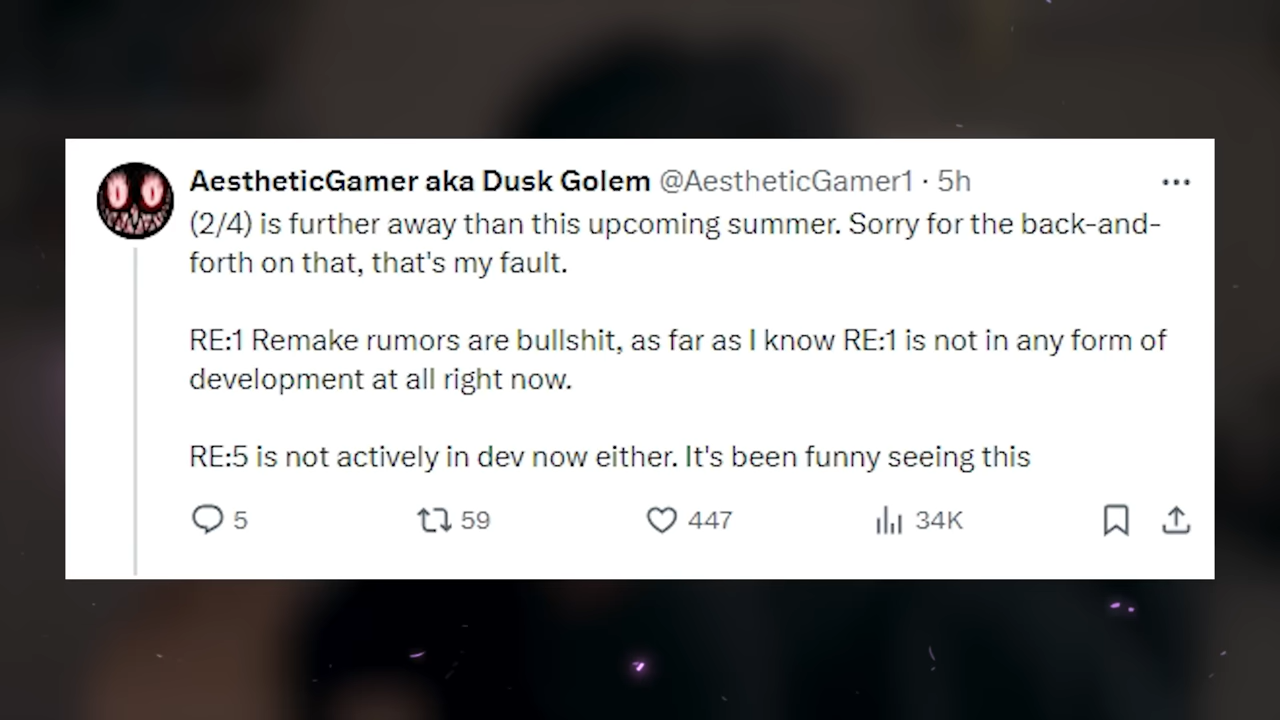 AestheticGamer aka Dusk Golem @AestheticGamer1 · 5h
(2/4) is further away than this upcoming summer. Sorry for the back-and-
forth on that, that's my fault.
RE:1 Remake rumors are bullshit, as far as I know RE:1 is not in any form of
development at all right now.
RE:5 is not actively in dev now either. It's been funny seeing this
5 59 447 34K